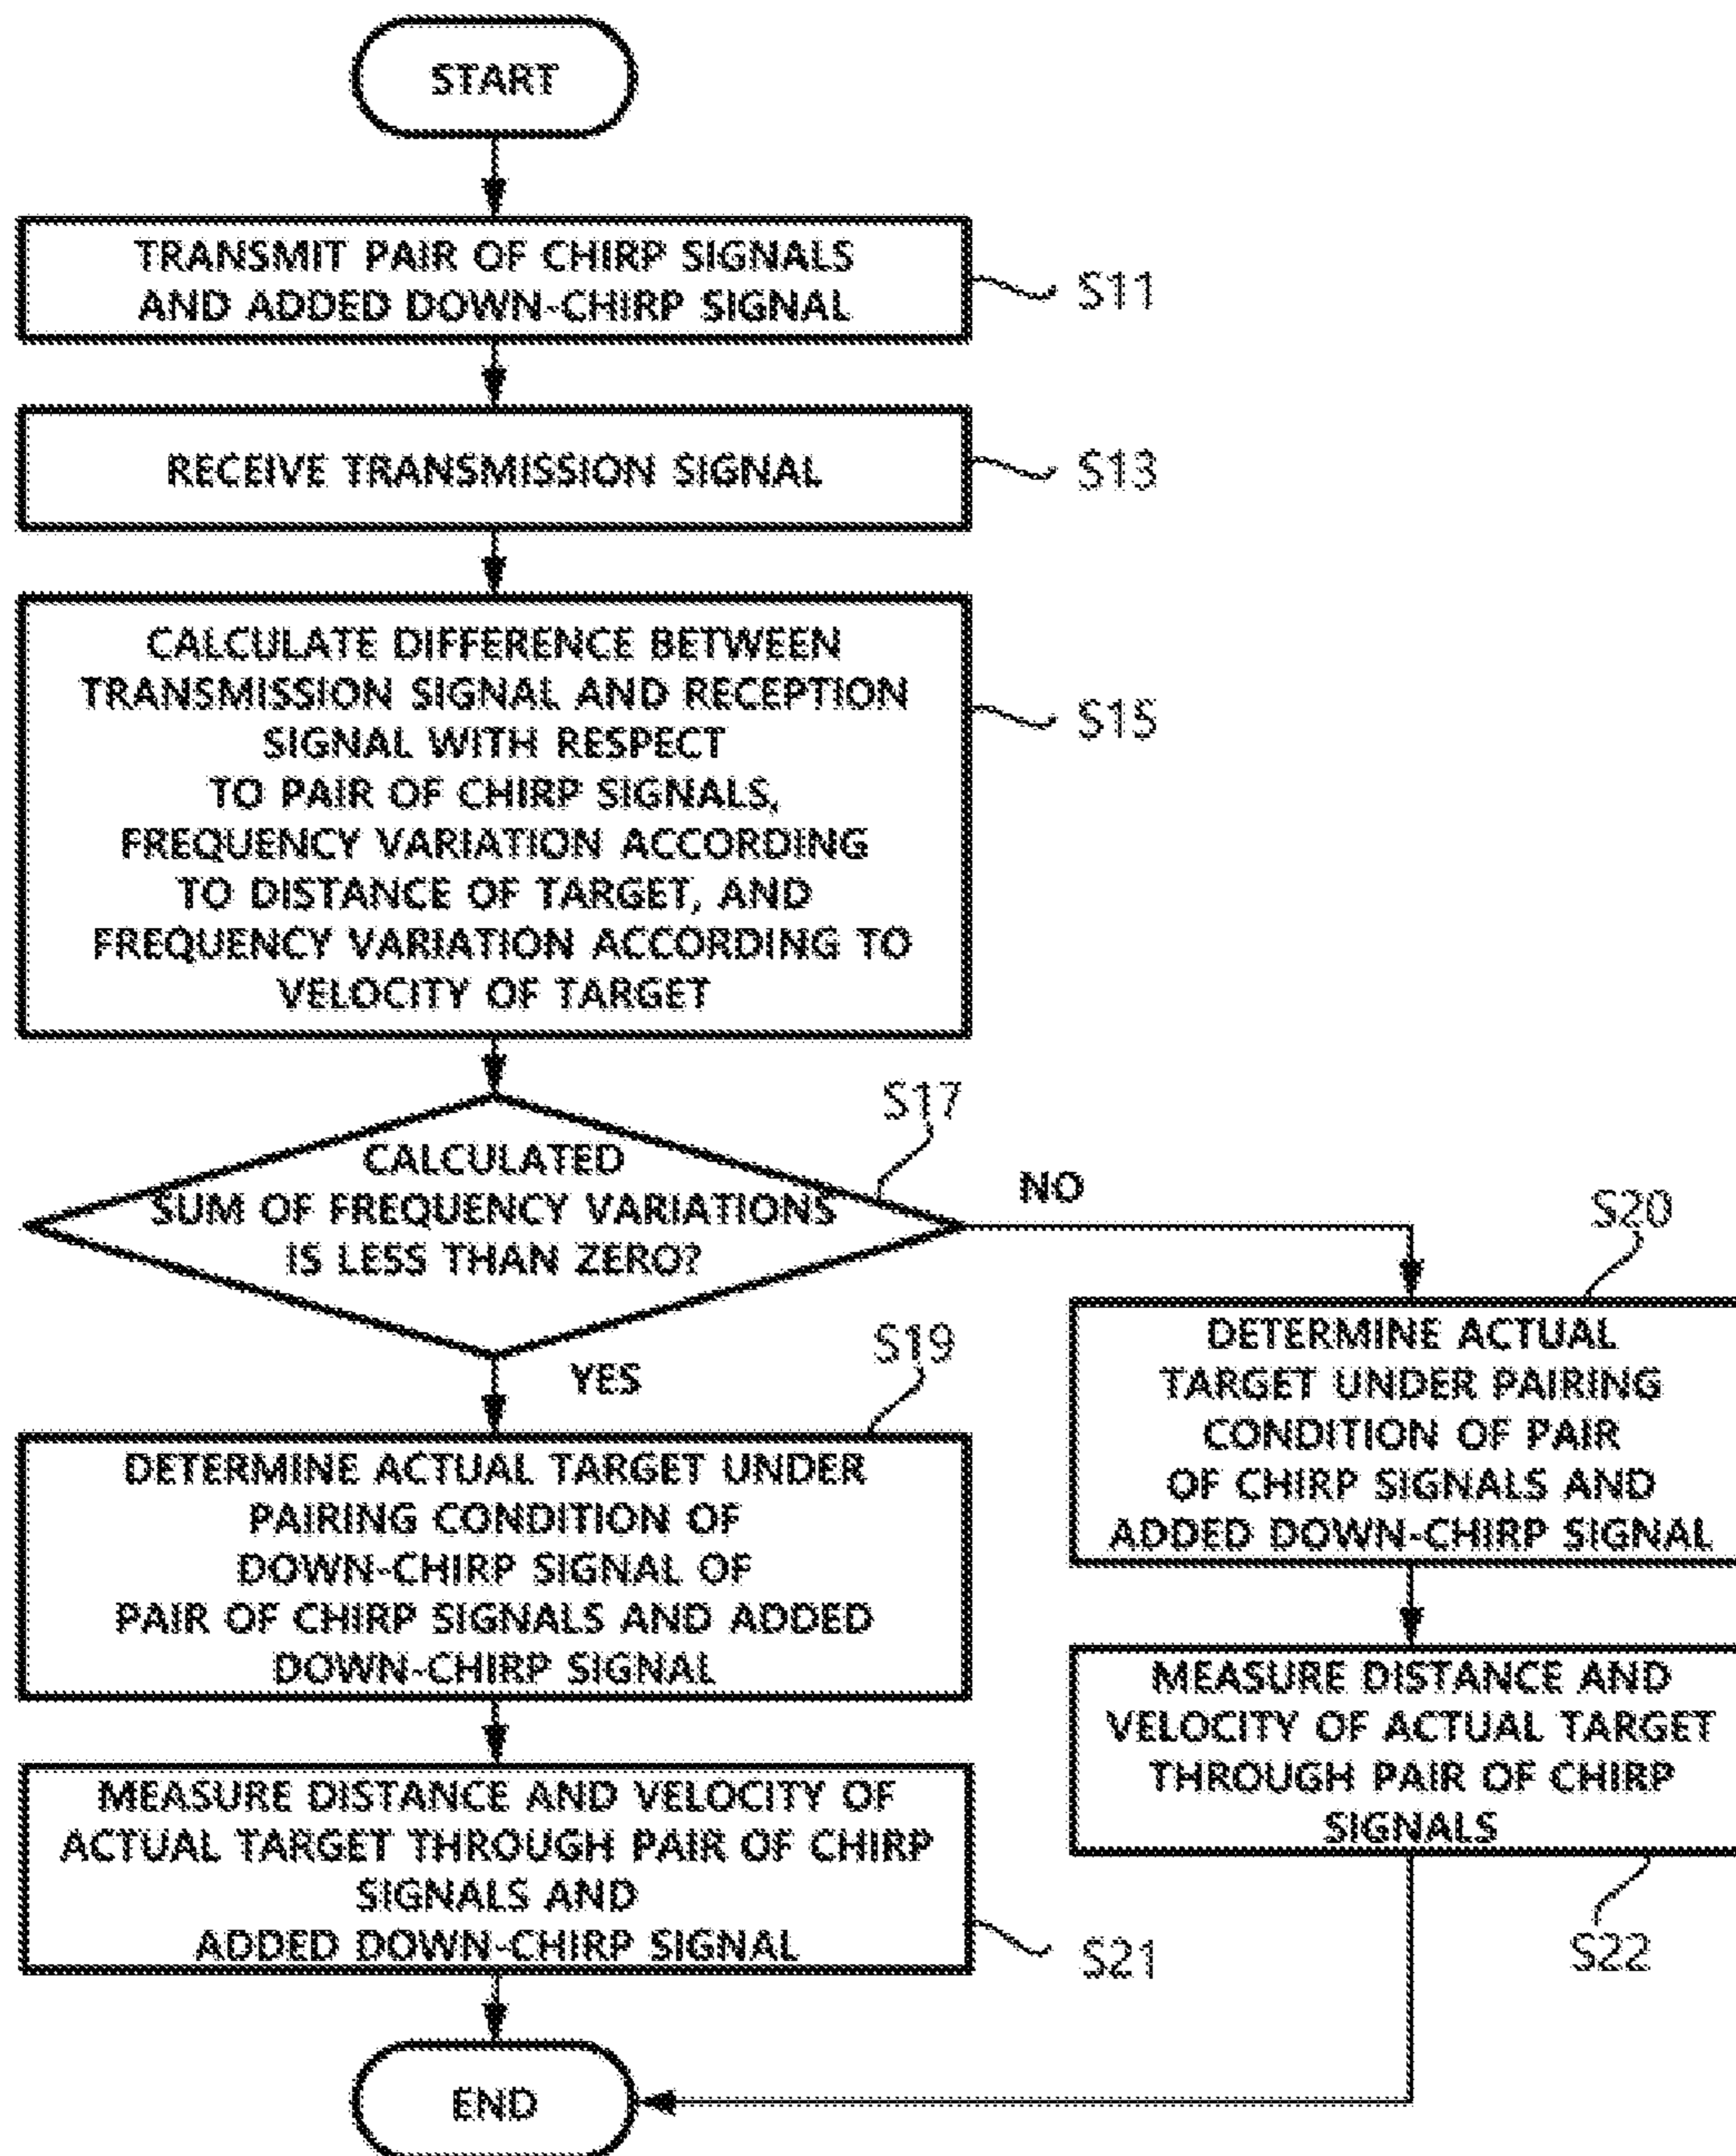 START
TRANSMIT PAIR OF CHIRP SIGNALS
AND ADDED DOWN-CHIRP SIGNAL
S11
RECEIVE TRANSMISSION SIGNAL
S13
CALCULATE DIFFERENCE BETWEEN
TRANSMISSION SIGNAL AND RECEPTION
SIGNAL WITH RESPECT
TO PAIR OF CHIRP SIGNALS,
FREQUENCY VARIATION ACCORDING
TO DISTANCE OF TARGET, AND
FREQUENCY VARIATION ACCORDING TO
VELOCITY OF TARGET
S15
S17
CALCULATED
SUM OF FREQUENCY VARIATIONS
IS LESS THAN ZERO?
NO
YES
S19
DETERMINE ACTUAL TARGET UNDER
PAIRING CONDITION OF
DOWN-CHIRP SIGNAL OF
PAIR OF CHIRP SIGNALS AND ADDED
DOWN-CHIRP SIGNAL
MEASURE DISTANCE AND VELOCITY OF
ACTUAL TARGET THROUGH PAIR OF CHIRP
SIGNALS AND
ADDED DOWN-CHIRP SIGNAL
S21
S20
DETERMINE ACTUAL
TARGET UNDER PAIRING
CONDITION OF PAIR
OF CHIRP SIGNALS AND
ADDED DOWN-CHIRP SIGNAL
MEASURE DISTANCE AND
VELOCITY OF ACTUAL TARGET
THROUGH PAIR OF CHIRP
SIGNALS
S22
END